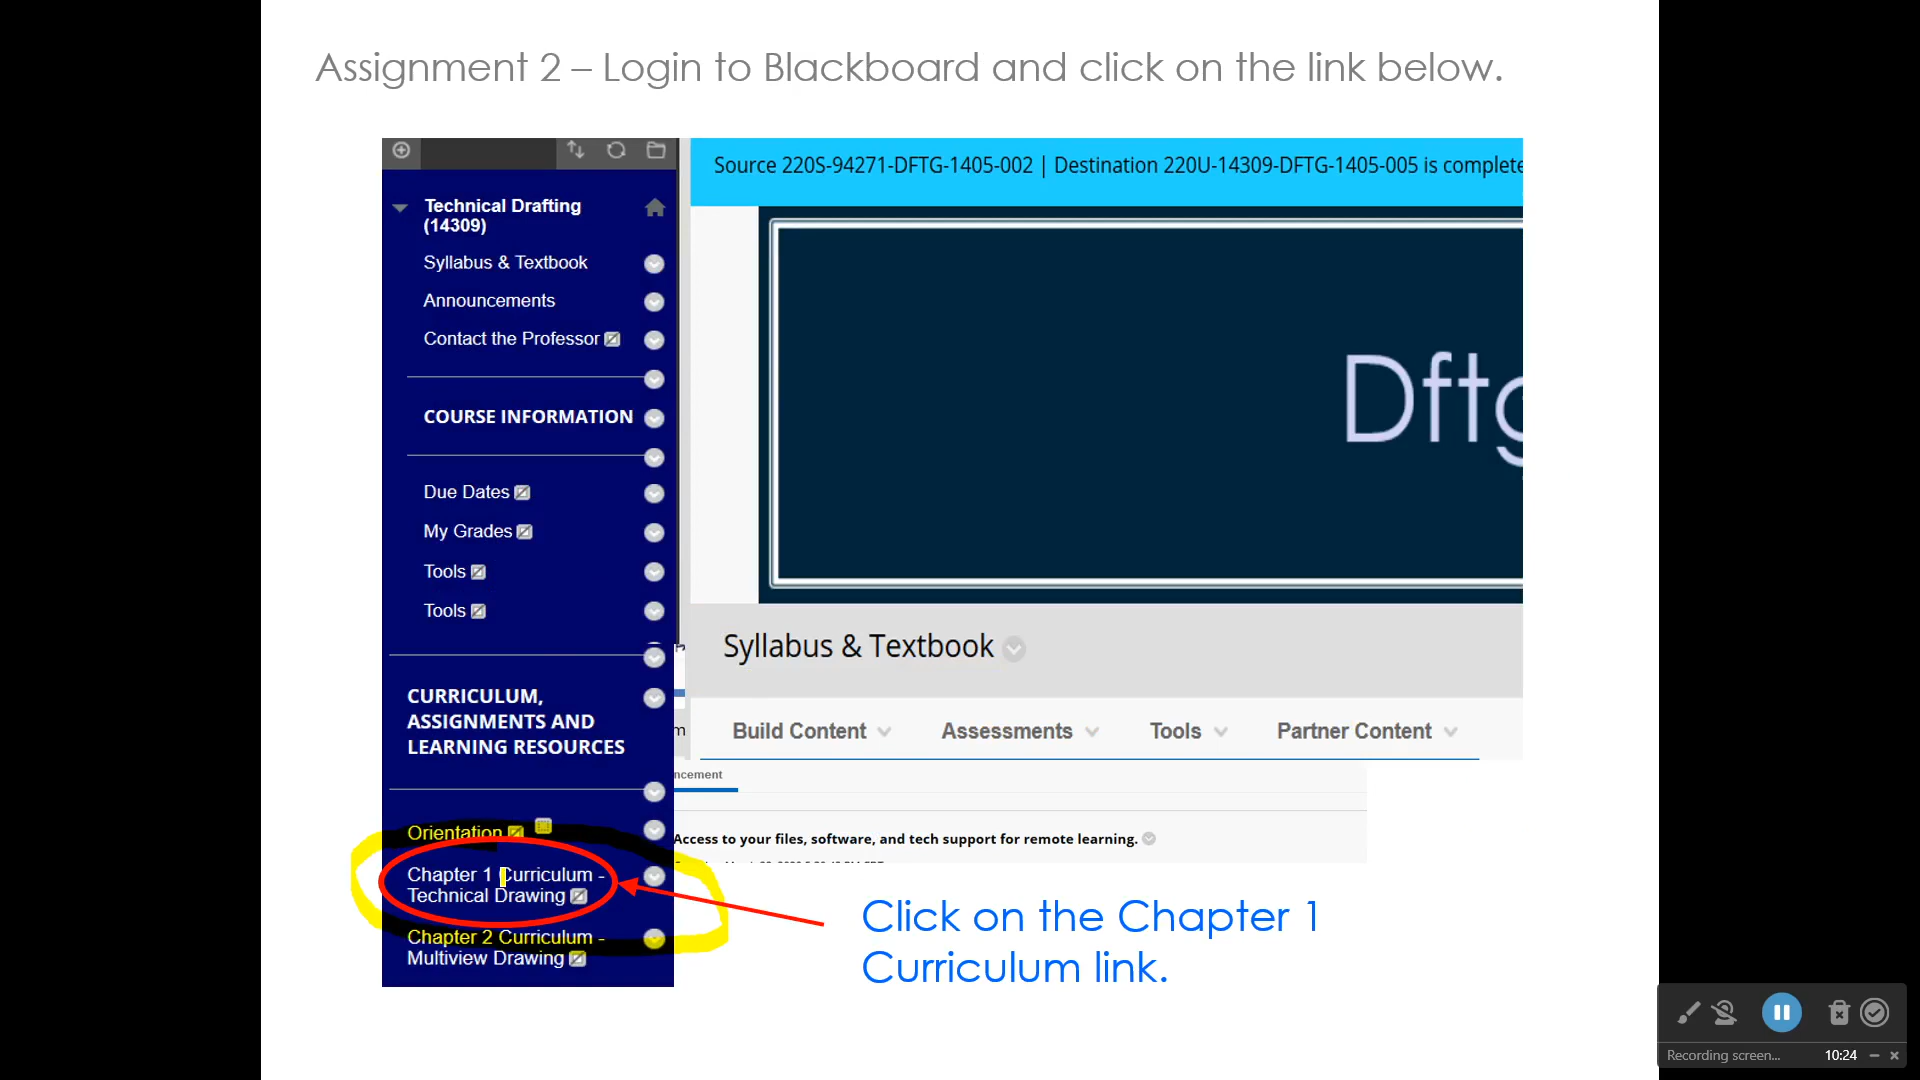 Assignment 2 – Login to Blackboard and click on the link below.
Source 220S-94271-DFTG-1405-002 | Destination 220U-14309-DFTG-1405-005 is complete
Technical Drafting
(14309)
Syllabus & Textbook
Announcements
Contact the Professor
COURSE INFORMATION
Due Dates
My Grades
Tools
Tools
CURRICULUM,
ASSIGNMENTS AND
LEARNING RESOURCES
Orientation
Chapter 1 Curriculum -
Technical Drawing
Chapter 2 Curriculum -
Multiview Drawing
Dftg
Syllabus & Textbook
Build Content Assessments Tools Partner Content
ncement
Access to your files, software, and tech support for remote learning.
Click on the Chapter 1
Curriculum link.
Recording screen... 10:24